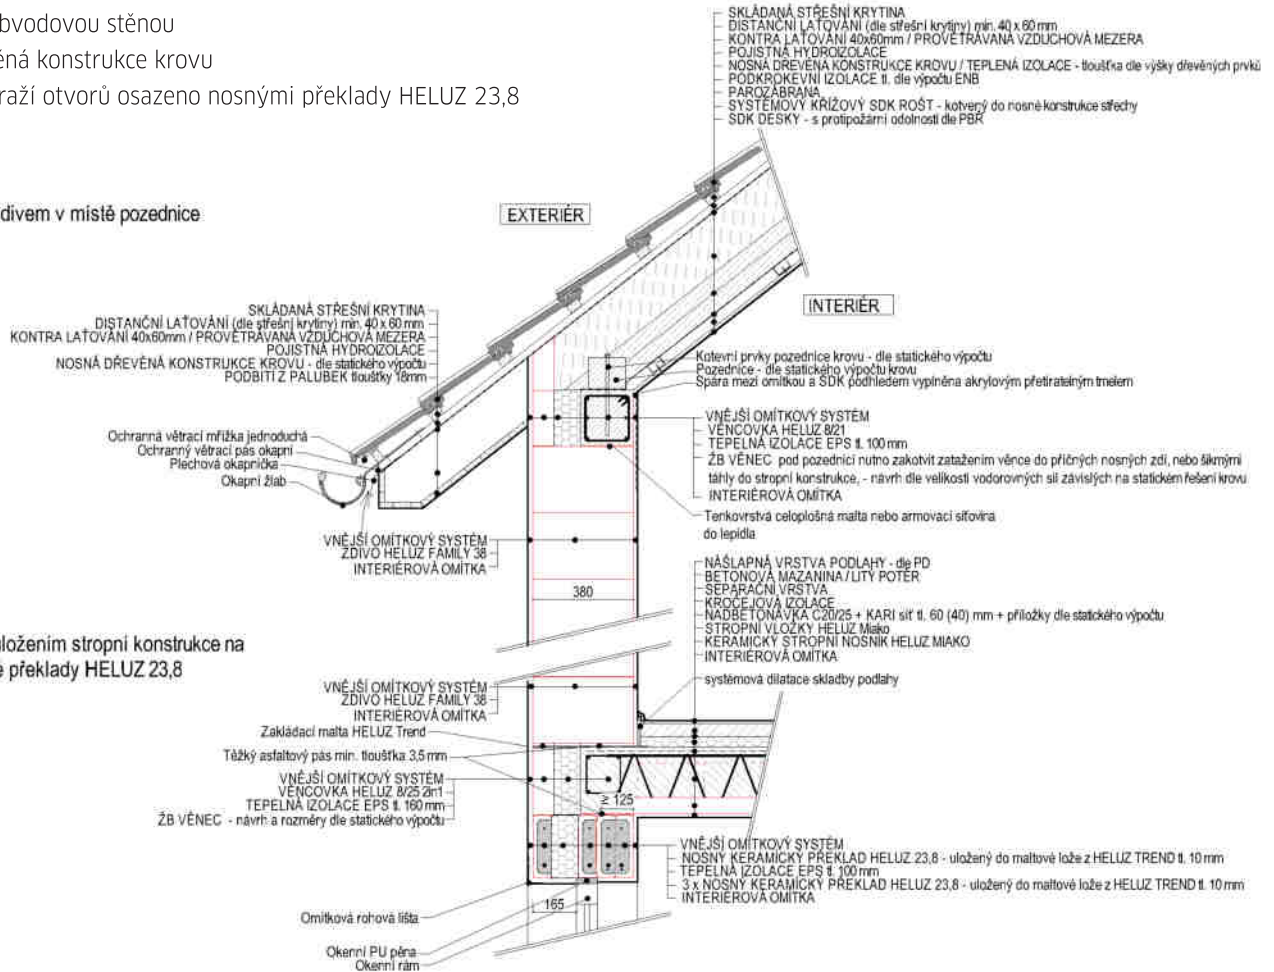 bvodovou stěnou
ěná konstrukce krovu
raží otvorů osazeno nosnými překlady HELUZ 23,8
divem v místě pozednice
EXTERIÉR
SKLÁDANÁ STŘEŠNÍ KRYTINA
DISTANČNÍ LAŤOVÁNÍ (dle střešní krytiny) min. 40 x 60 mm
KONTRA LAŤOVÁNÍ 40x60mm / PROVĚTRÁVANÁ VZDUCHOVÁ MEZERA
POJISTNÁ HYDROIZOLACE
NOSNÁ DŘEVĚNÁ KONSTRUKCE KROVU / TEPLENÁ IZOLACE - tloušťka dle výšky dřevěných prvků
PODKROKEVNÍ IZOLACE tl. dle výpočtu ENB
PAROZÁBRANA
SYSTÉMOVÝ KŘÍŽOVÝ SDK ROŠT - kotvený do nosné konstrukce střechy
SDK DESKY - s protipožární odolností dle PBŘ
INTERIÉR
SKLÁDANÁ STŘEŠNÍ KRYTINA
DISTANČNÍ LAŤOVÁNÍ (dle střešní krytiny) min. 40 x 60 mm
KONTRA LAŤOVÁNÍ 40x60mm / PROVĚTRÁVANÁ VZDUCHOVÁ MEZERA
POJISTNÁ HYDROIZOLACE
NOSNÁ DŘEVĚNÁ KONSTRUKCE KROVU - dle statického výpočtu
PODBITÍ Z PALUBEK tloušťky 18mm
Ochranná větrací mřížka jednoduchá
Ochranný větrací pás okapní
Plechová okapnička
Okapní žlab
Kotevní prvky pozednice krovu - dle statického výpočtu
Pozednice - dle statického výpočtu krovu
Spára mezi omítkou a SDK podhledem vyplněna akrylovým přetíratelným tmelem
VNĚJŠÍ OMÍTKOVÝ SYSTÉM
VĚNCOVKA HELUZ 8/21
TEPELNÁ IZOLACE EPS tl. 100 mm
ŽB VĚNEC pod pozednicí nutno zakotvit zatažením věnce do příčných nosných zdí, nebo šikmými
táhly do stropní konstrukce, - návrh dle velikosti vodorovných sil závislých na statickém řešení krovu
INTERIÉROVÁ OMÍTKA
Tenkovrstvá celoplošná malta nebo armovací síťovina
do lepidla
VNĚJŠÍ OMÍTKOVÝ SYSTÉM
ZDIVO HELUZ FAMILY 38
INTERIÉROVÁ OMÍTKA
380
NÁŠLAPNÁ VRSTVA PODLAHY - dle PD
BETONOVÁ MAZANINA / LITÝ POTĚR
SEPARAČNÍ VRSTVA
KROČEJOVÁ IZOLACE
NADBETONÁVKA C20/25 + KARI síť tl. 60 (40) mm + příložky dle statického výpočtu
STROPNÍ VLOŽKY HELUZ Miako
KERAMICKÝ STROPNÍ NOSNÍK HELUZ MIAKO
INTERIÉROVÁ OMÍTKA
systémová dilatace skladby podlahy
uložením stropní konstrukce na
é překlady HELUZ 23,8
VNĚJŠÍ OMÍTKOVÝ SYSTÉM
ZDIVO HELUZ FAMILY 38
INTERIÉROVÁ OMÍTKA
Zakládací malta HELUZ Trend
Těžký asfaltový pás min. tloušťka 3,5 mm
VNĚJŠÍ OMÍTKOVÝ SYSTÉM
VĚNCOVKA HELUZ 8/25 2in1
TEPELNÁ IZOLACE EPS tl. 160 mm
ŽB VĚNEC - návrh a rozměry dle statického výpočtu
≥ 125
VNĚJŠÍ OMÍTKOVÝ SYSTÉM
NOSNÝ KERAMICKÝ PŘEKLAD HELUZ 23,8 - uložený do maltové lože z HELUZ TREND tl. 10 mm
TEPELNÁ IZOLACE EPS tl. 100 mm
3 x NOSNÝ KERAMICKÝ PŘEKLAD HELUZ 23,8 - uložený do maltové lože z HELUZ TREND tl. 10 mm
INTERIÉROVÁ OMÍTKA
165
Omítková rohová lišta
Okenní PU pěna
Okenní rám